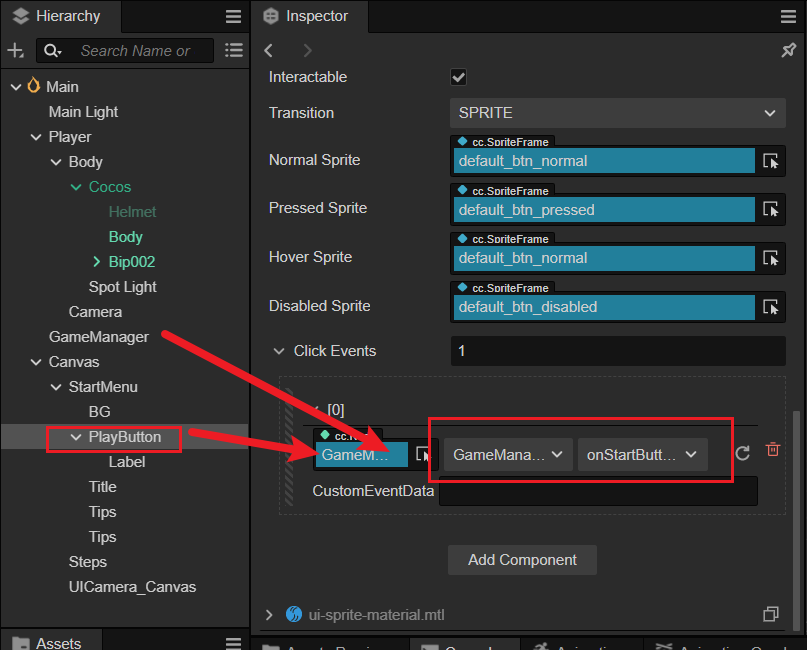 Hierarchy
Search Name or
Main
Main Light
Player
Body
Cocos
Helmet
Body
Bip002
Spot Light
Camera
GameManager
Canvas
StartMenu
BG
PlayButton
Label
Title
Tips
Tips
Steps
UICamera_Canvas
Assets
Inspector
Interactable
Transition
SPRITE
Normal Sprite
cc.SpriteFrame
default_btn_normal
Pressed Sprite
cc.SpriteFrame
default_btn_pressed
Hover Sprite
cc.SpriteFrame
default_btn_normal
Disabled Sprite
cc.SpriteFrame
default_btn_disabled
Click Events
1
[0]
GameM...
GameMana...
onStartButt...
CustomEventData
Add Component
ui-sprite-material.mtl